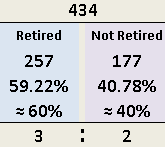 434
Retired Not Retired
257 177
59.22% 40.78%
≈ 60% ≈ 40%
3 : 2